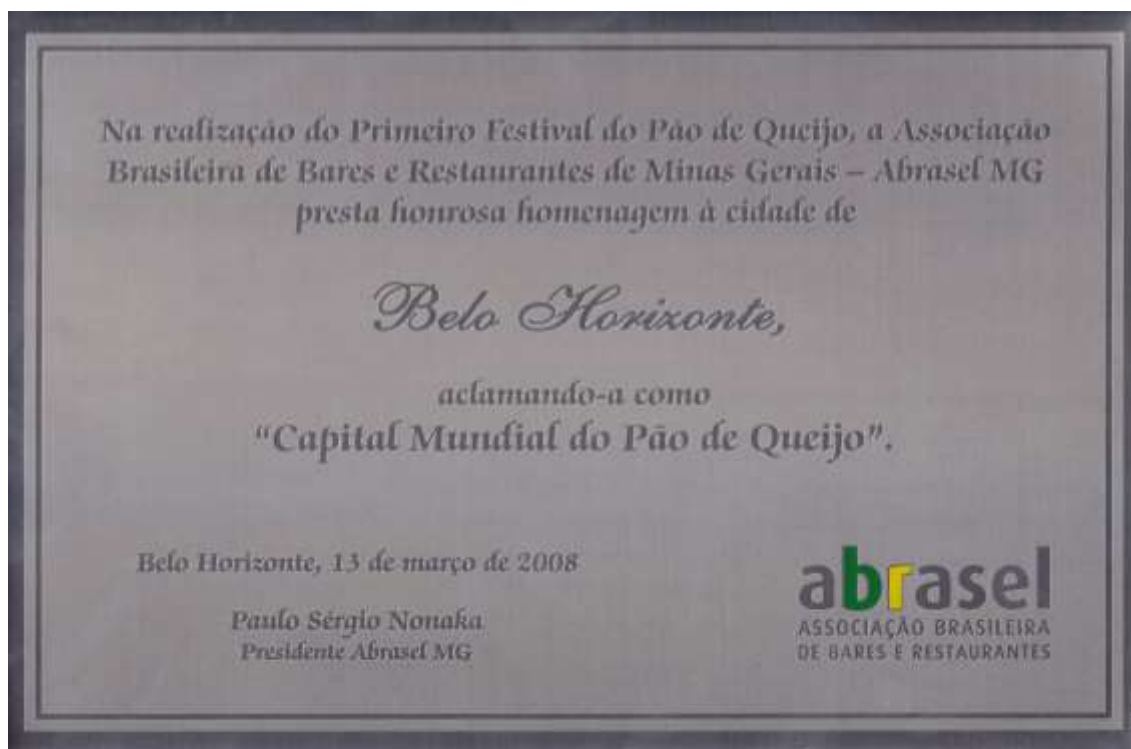 Na realização do Primeiro Festival do Pão de Queijo, a Associação
Brasileira de Bares e Restaurantes de Minas Gerais – Abrasel MG
presta honrosa homenagem à cidade de
Belo Horizonte,
aclamando-a como
“Capital Mundial do Pão de Queijo”.
Belo Horizonte, 13 de março de 2008
Paulo Sérgio Nonaka
Presidente Abrasel MG
abrasel
ASSOCIAÇÃO BRASILEIRA
DE BARES E RESTAURANTES